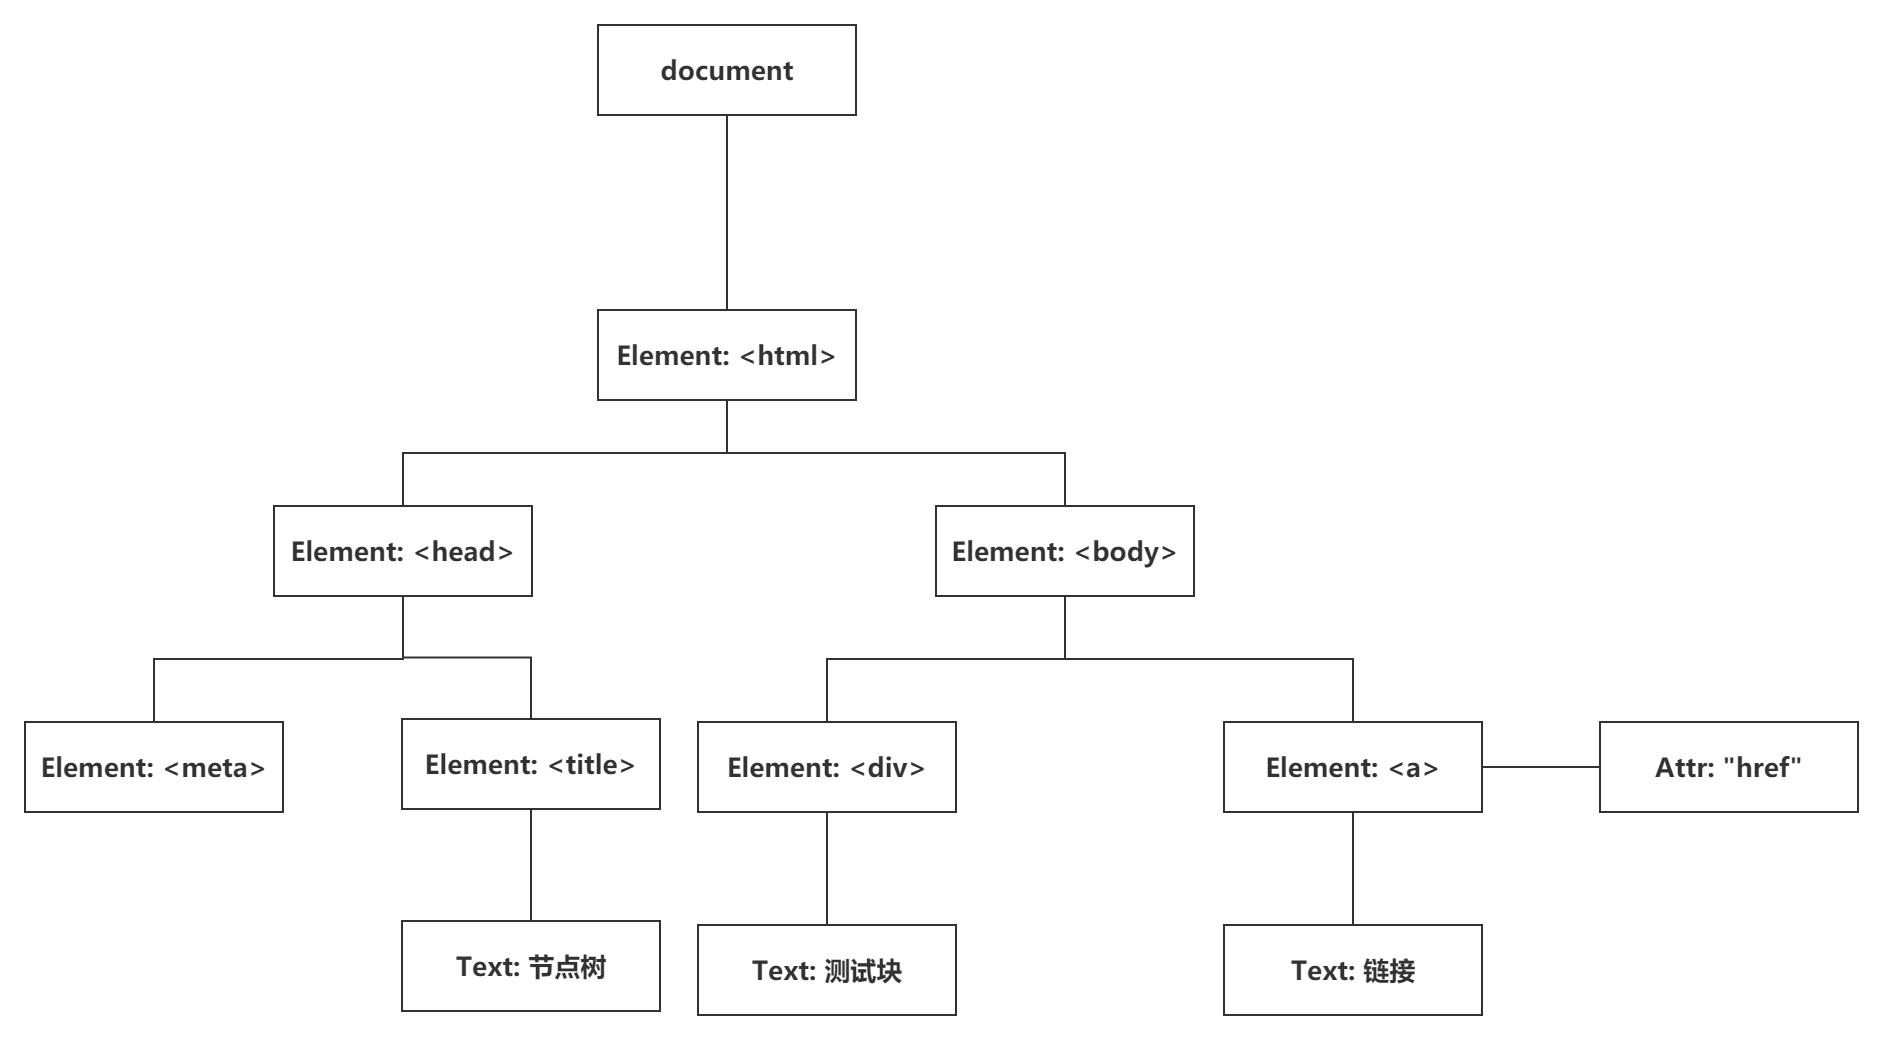 document
Element: <html>
Element: <head>
Element: <body>
Element: <meta>
Element: <title>
Element: <div>
Element: <a>
Attr: "href"
Text: 节点树
Text: 测试块
Text: 链接